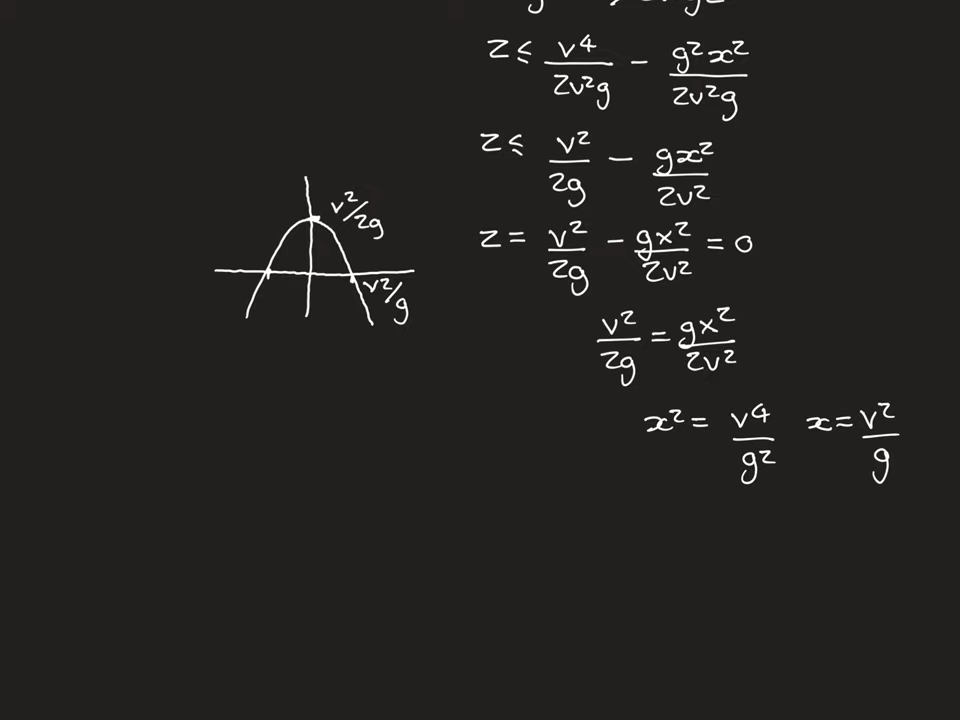 z ≤ v⁴/2v²g − g²x²/2v²g
z ≤ v²/2g − gx²/2v²
v²/2g
z = v²/2g − gx²/2v² = 0
v²/g
v²/2g = gx²/2v²
x² = v⁴/g² x = v²/g